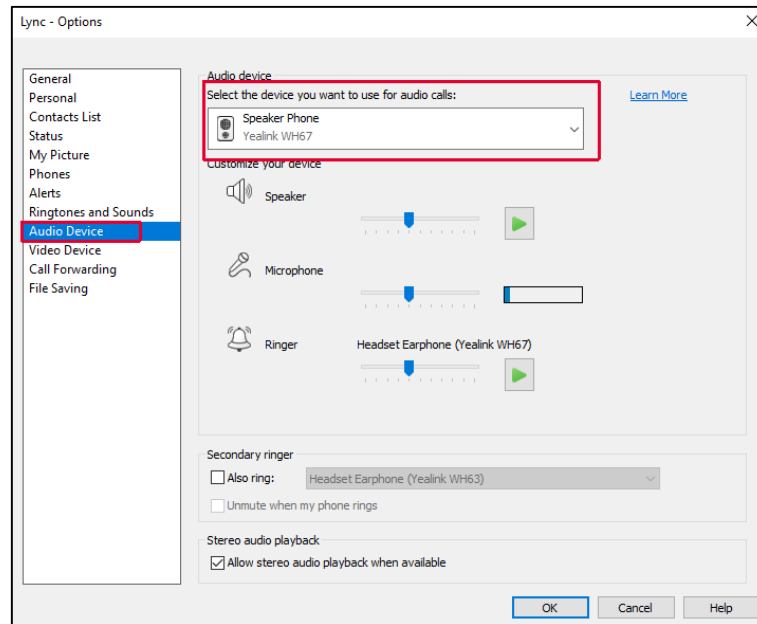 Lync - Options
General
Personal
Contacts List
Status
My Picture
Phones
Alerts
Ringtones and Sounds
Audio Device
Video Device
Call Forwarding
File Saving
Audio device
Select the device you want to use for audio calls:
Learn More
Speaker Phone
Yealink WH67
Customize your device
Speaker
Microphone
Ringer
Headset Earphone (Yealink WH67)
Secondary ringer
Also ring:
Headset Earphone (Yealink WH63)
Unmute when my phone rings
Stereo audio playback
Allow stereo audio playback when available
OK
Cancel
Help